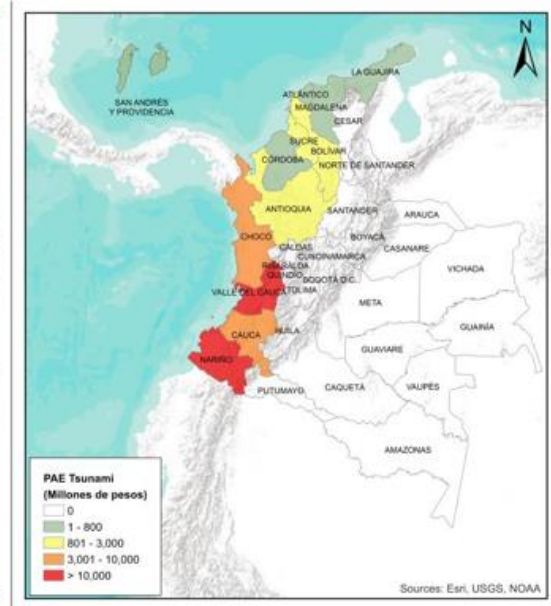 N
LA GUAJIRA
SAN ANDRÉS
Y PROVIDENCIA
ATLÁNTICO
MAGDALENA
CESAR
SUCRE
BOLÍVAR
CÓRDOBA
NORTE DE SANTANDER
ANTIOQUIA
SANTANDER
ARAUCA
CHOCÓ
BOYACÁ
CALDAS
CASANARE
CUNDINAMARCA
RISARALDA
VICHADA
QUINDÍO
BOGOTÁ D.C.
VALLE DEL CAUCA
TOLIMA
META
GUAINÍA
CAUCA
HUILA
GUAVIARE
NARIÑO
PUTUMAYO
CAQUETÁ
VAUPÉS
AMAZONAS
PAE Tsunami
(Millones de pesos)
0
1 - 800
801 - 3,000
3,001 - 10,000
> 10,000
Sources: Esri, USGS, NOAA